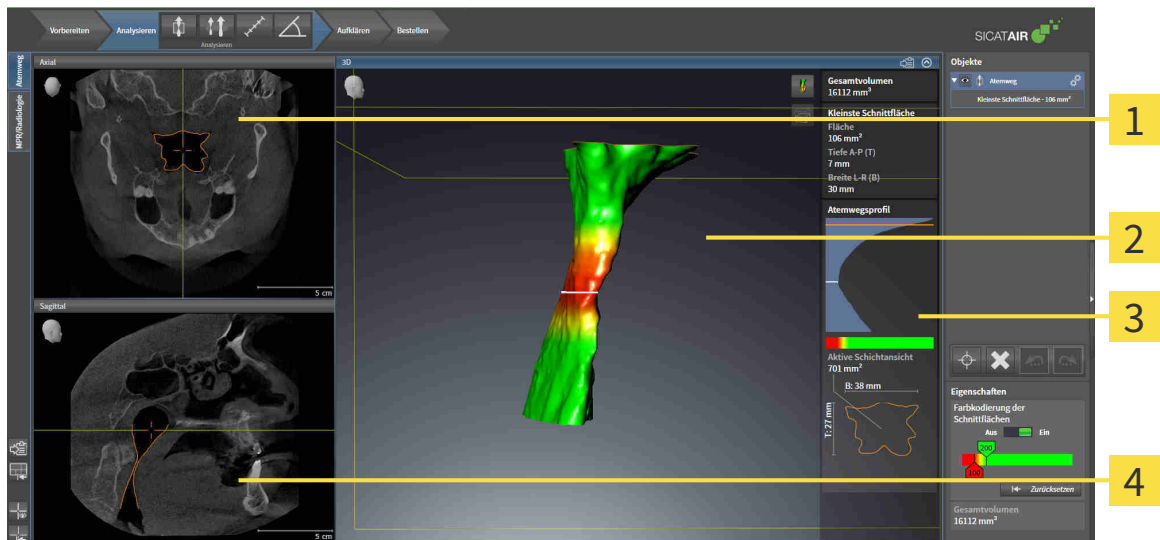 Vorbereiten
Analysieren
Analysieren
Aufklären
Bestellen
SICATAIR
Atemweg
MPR/Radiologie
Axial
5 cm
Sagittal
5 cm
3D
Gesamtvolumen
16112 mm³
Kleinste Schnittfläche
Fläche
106 mm²
Tiefe A-P (T)
7 mm
Breite L-R (B)
30 mm
Atemwegsprofil
Aktive Schichtansicht
701 mm²
B: 38 mm
T: 27 mm
Objekte
Atemweg
Kleinste Schnittfläche - 106 mm²
Eigenschaften
Farbkodierung der
Schnittflächen
Aus Ein
200
100
Zurücksetzen
Gesamtvolumen
16112 mm³
1
2
3
4